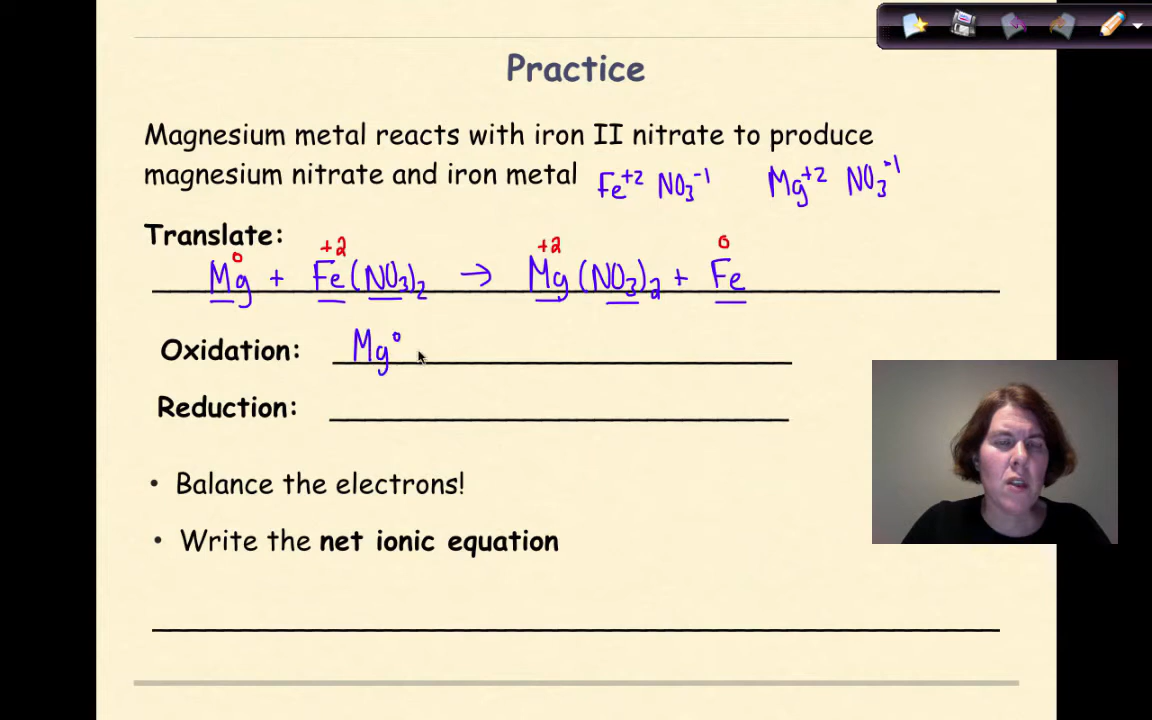 Practice
Magnesium metal reacts with iron II nitrate to produce
magnesium nitrate and iron metal Fe⁺² NO₃⁻¹ Mg⁺² NO₃⁻¹
Translate:
0 +2 +2 0
Mg + Fe(NO₃)₂ → Mg(NO₃)₂ + Fe
Oxidation: Mg⁰
Reduction:
• Balance the electrons!
• Write the net ionic equation